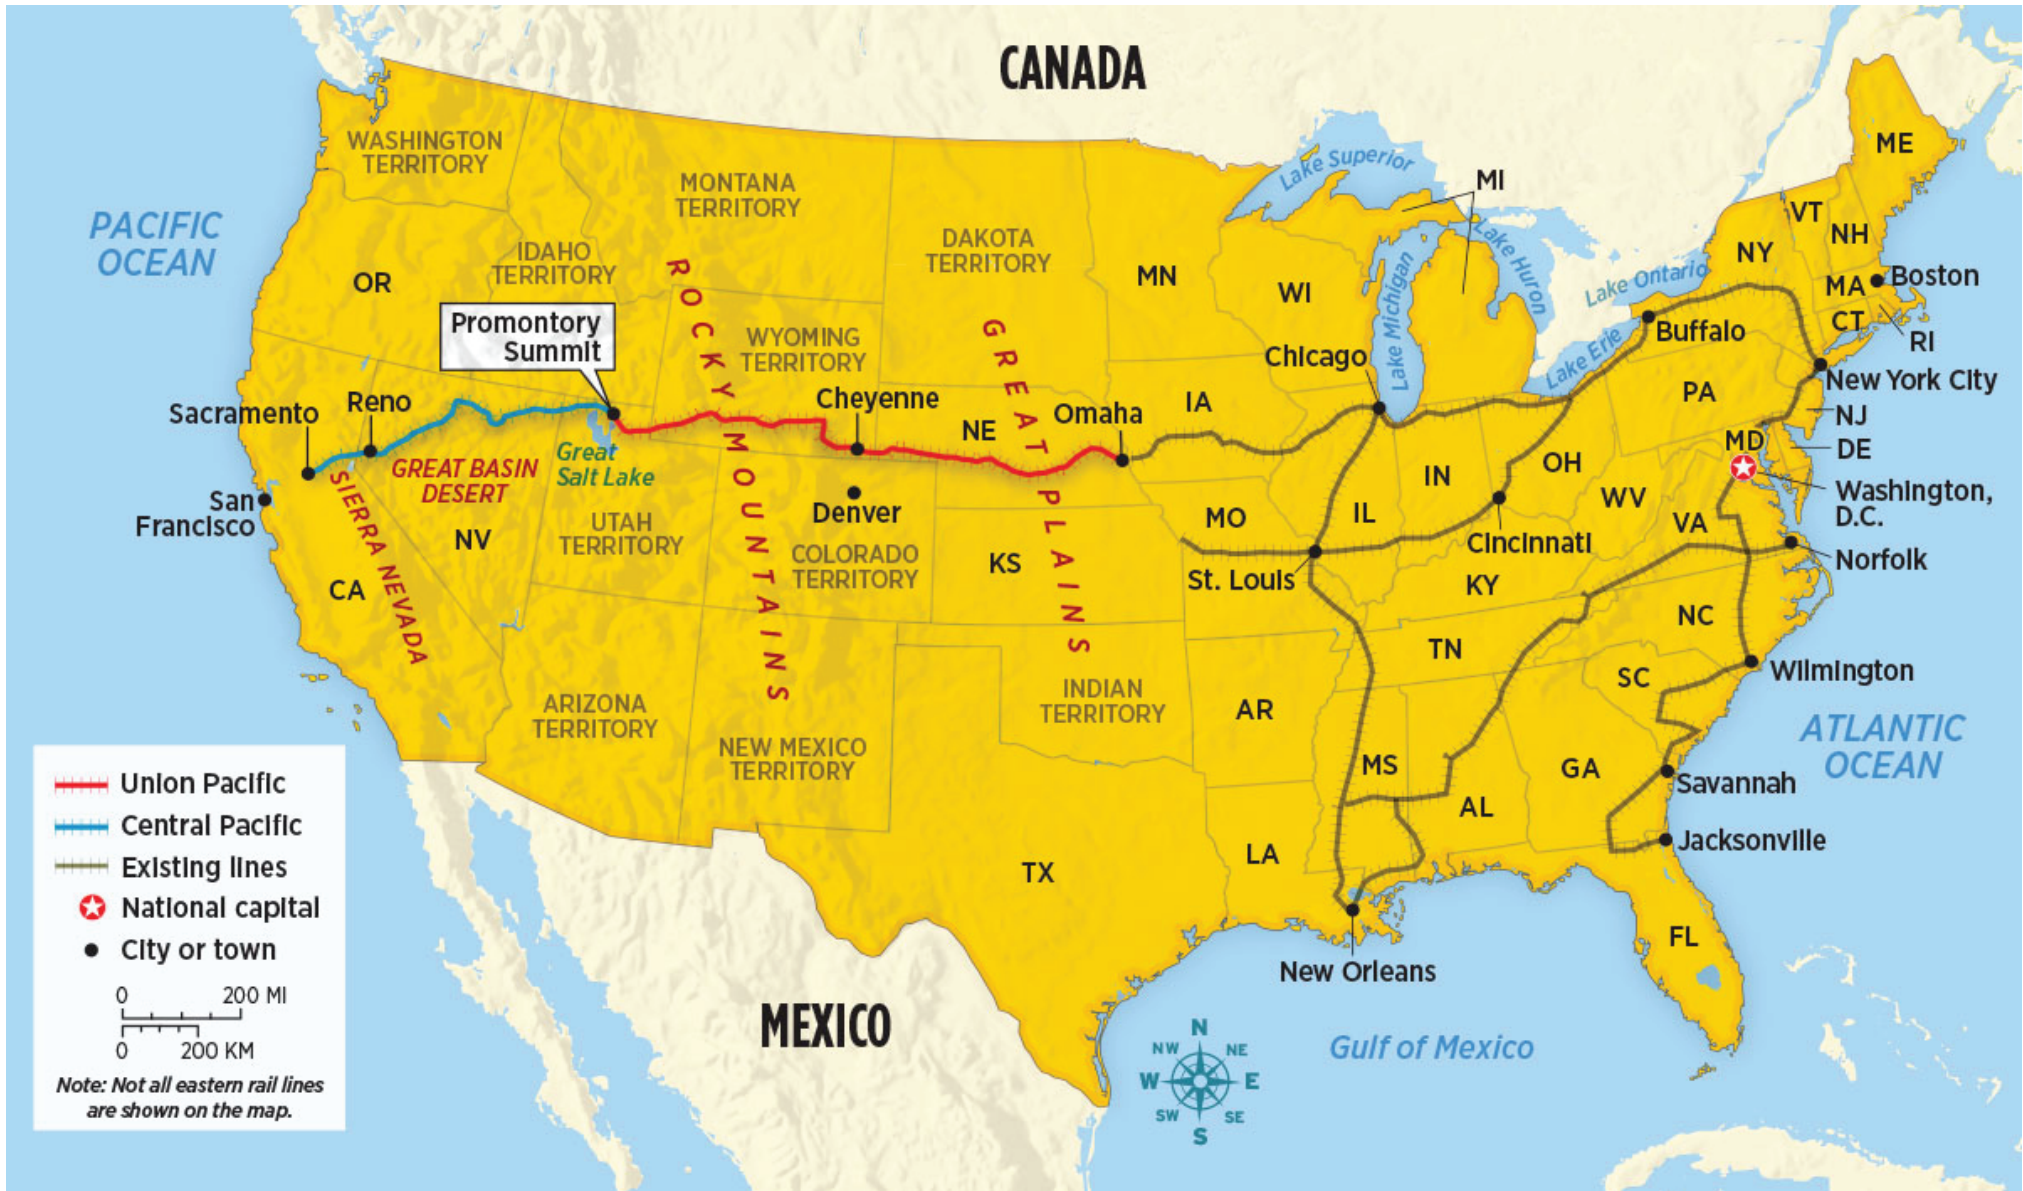 CANADA
WASHINGTON
TERRITORY
MONTANA
TERRITORY
IDAHO
TERRITORY
DAKOTA
TERRITORY
WYOMING
TERRITORY
PACIFIC
OCEAN
OR
MN
WI
MI
Lake Superior
Lake Michigan
Lake Huron
Lake Ontario
Lake Erie
ME
VT
NH
NY
MA
Boston
CT
RI
Buffalo
New York City
PA
NJ
MD
DE
Washington,
D.C.
Promontory
Summit
Sacramento
Reno
Cheyenne
Omaha
Chicago
IA
NE
ROCKY MOUNTAINS
GREAT PLAINS
GREAT BASIN
DESERT
Great
Salt Lake
SIERRA NEVADA
San
Francisco
NV
CA
UTAH
TERRITORY
Denver
COLORADO
TERRITORY
KS
MO
IL
IN
OH
WV
VA
Cincinnati
St. Louis
KY
Norfolk
NC
TN
SC
Wilmington
ARIZONA
TERRITORY
NEW MEXICO
TERRITORY
INDIAN
TERRITORY
AR
MS
AL
GA
ATLANTIC
OCEAN
Savannah
Jacksonville
TX
LA
FL
New Orleans
MEXICO
Gulf of Mexico
N
NW
NE
W
E
SW
SE
S
Union Pacific
Central Pacific
Existing lines
National capital
City or town
0 200 MI
0 200 KM
Note: Not all eastern rail lines
are shown on the map.